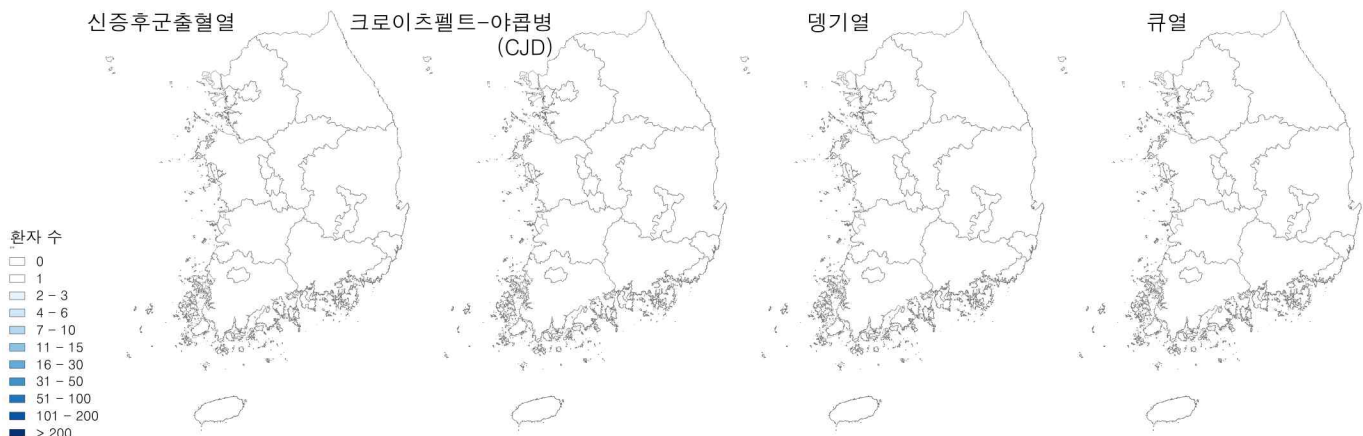 신증후군출혈열
크로이츠펠트-야콥병
(CJD)
뎅기열
큐열
환자 수
0
1
2 - 3
4 - 6
7 - 10
11 - 15
16 - 30
31 - 50
51 - 100
101 - 200
> 200